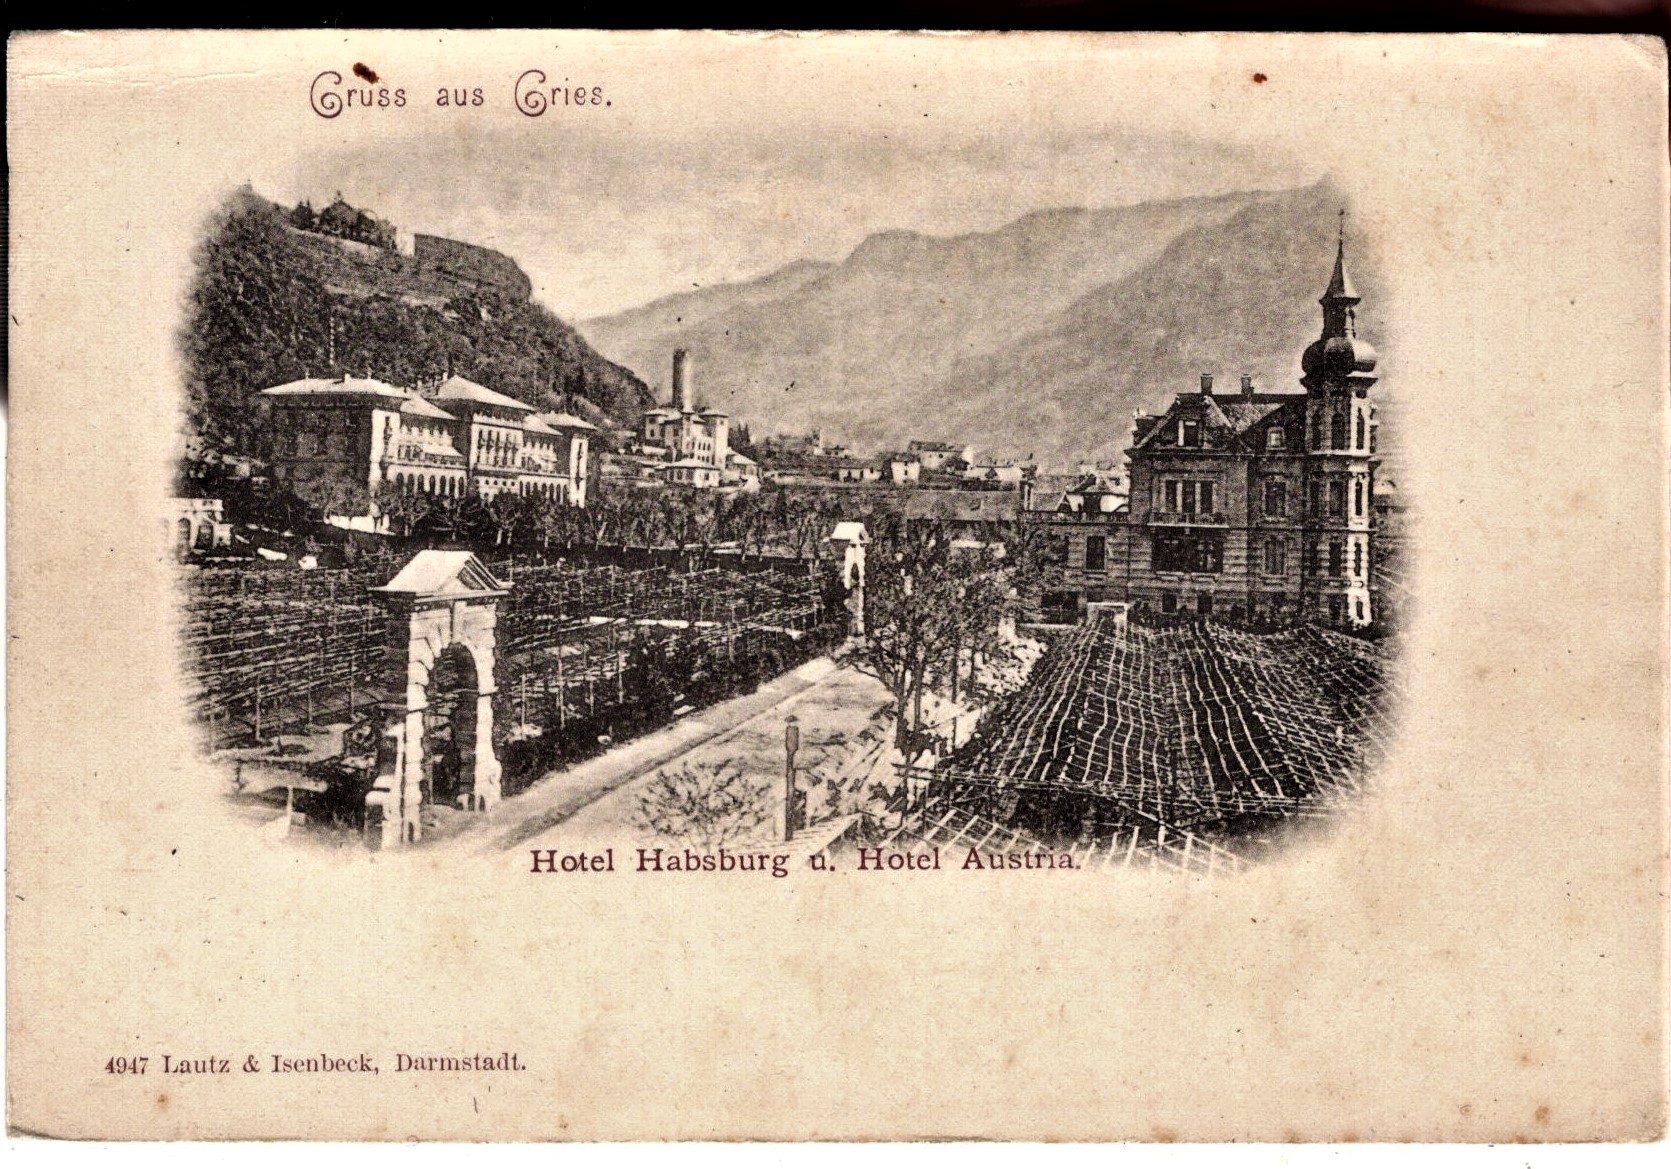 Gruss aus Gries.
Hotel Habsburg u. Hotel Austria.
4947 Lautz & Isenbeck, Darmstadt.